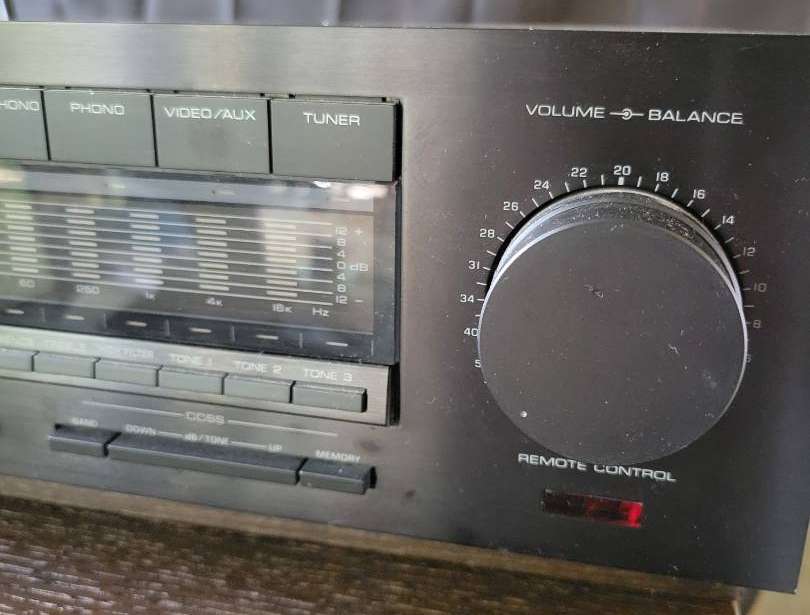 PHONO
VIDEO/AUX
TUNER
VOLUME BALANCE
24 22 20 18 16
26 14
28 12
31 10
34 8
40
12 +
8
4
0 dB
4
8
12 -
60 250 1K 4K 16K Hz
FILTER TONE 1 TONE 2 TONE 3
CCSS
BAND DOWN dB/TONE UP MEMORY
REMOTE CONTROL